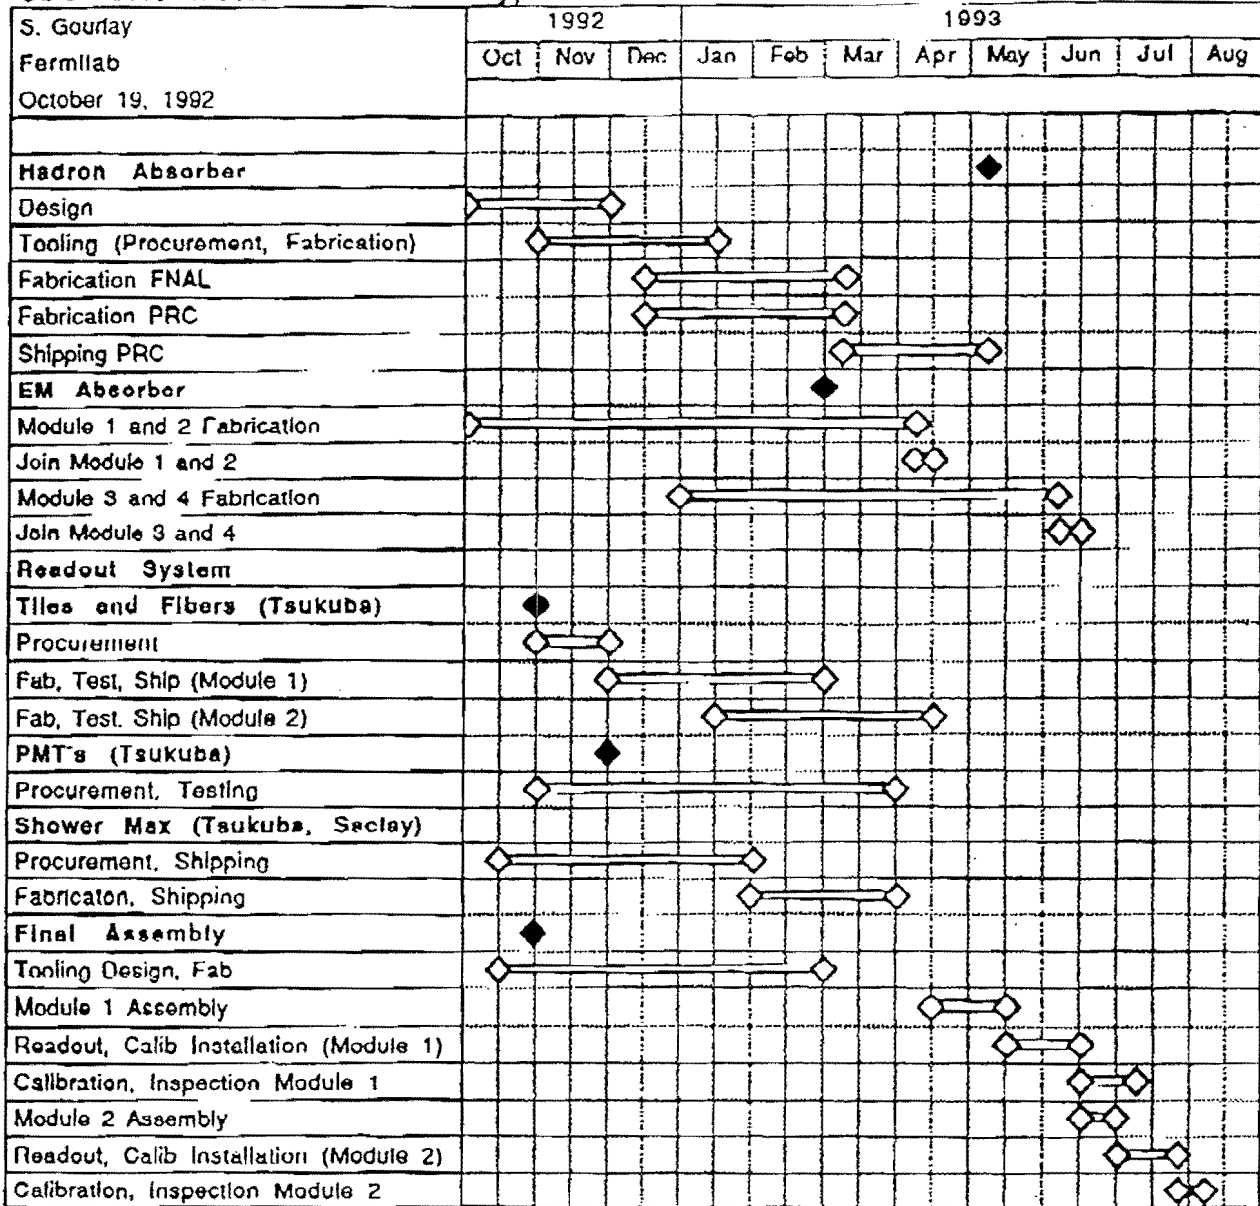 S. Gourlay
1992 1993
Fermilab
Oct Nov Dec Jan Feb Mar Apr May Jun Jul Aug
October 19, 1992
Hadron Absorber
Design
Tooling (Procurement, Fabrication)
Fabrication FNAL
Fabrication PRC
Shipping PRC
EM Absorber
Module 1 and 2 Fabrication
Join Module 1 and 2
Module 3 and 4 Fabrication
Join Module 3 and 4
Readout System
Tiles and Fibers (Tsukuba)
Procurement
Fab, Test, Ship (Module 1)
Fab, Test. Ship (Module 2)
PMT's (Tsukuba)
Procurement, Testing
Shower Max (Tsukuba, Saclay)
Procurement, Shipping
Fabricaton, Shipping
Final Assembly
Tooling Design, Fab
Module 1 Assembly
Readout, Calib Installation (Module 1)
Calibration, Inspection Module 1
Module 2 Assembly
Readout, Calib Installation (Module 2)
Calibration, Inspection Module 2